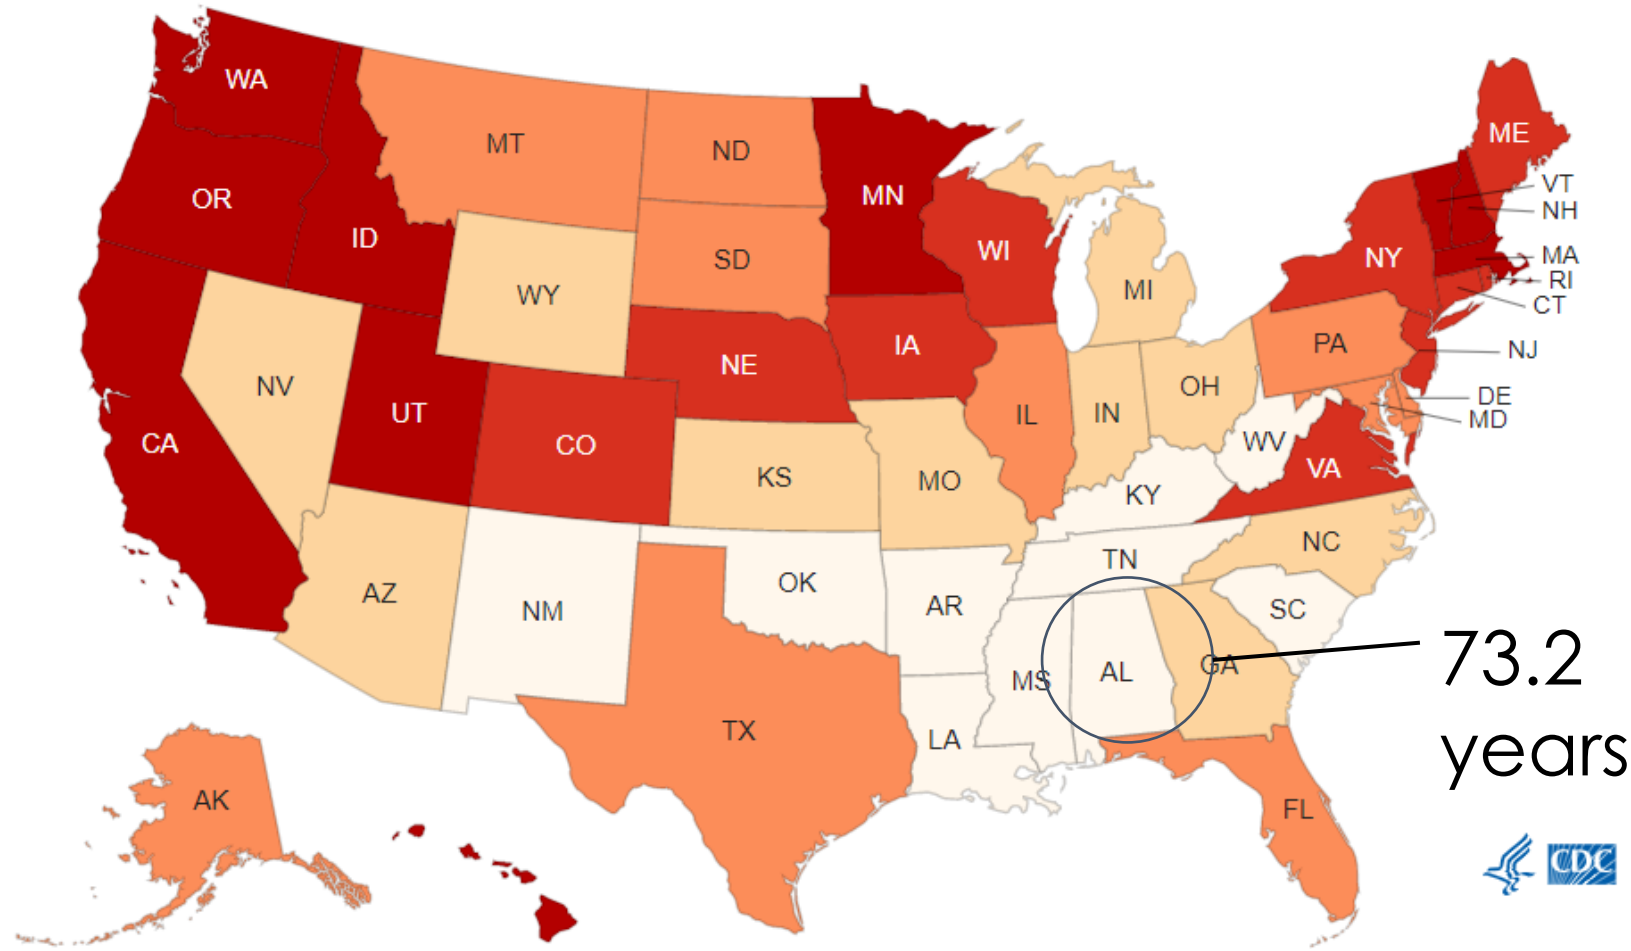 WA
MT
ND
ME
MN
VT
OR
NH
ID
WI
NY
MA
SD
RI
WY
MI
CT
IA
PA
NJ
NE
NV
OH
DE
UT
IL
IN
MD
CA
CO
WV
VA
KS
MO
KY
NC
TN
OK
AZ
AR
SC
NM
GA
73.2
AL
MS
TX
LA
years
AK
FL
CDC